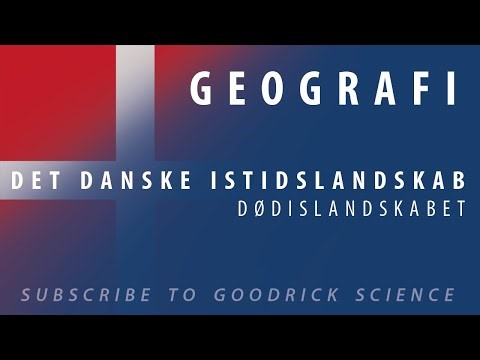 GEOGRAFI
DET DANSKE ISTIDSLANDSKAB
DØDISLANDSKABET
SUBSCRIBE TO GOODRICK SCIENCE